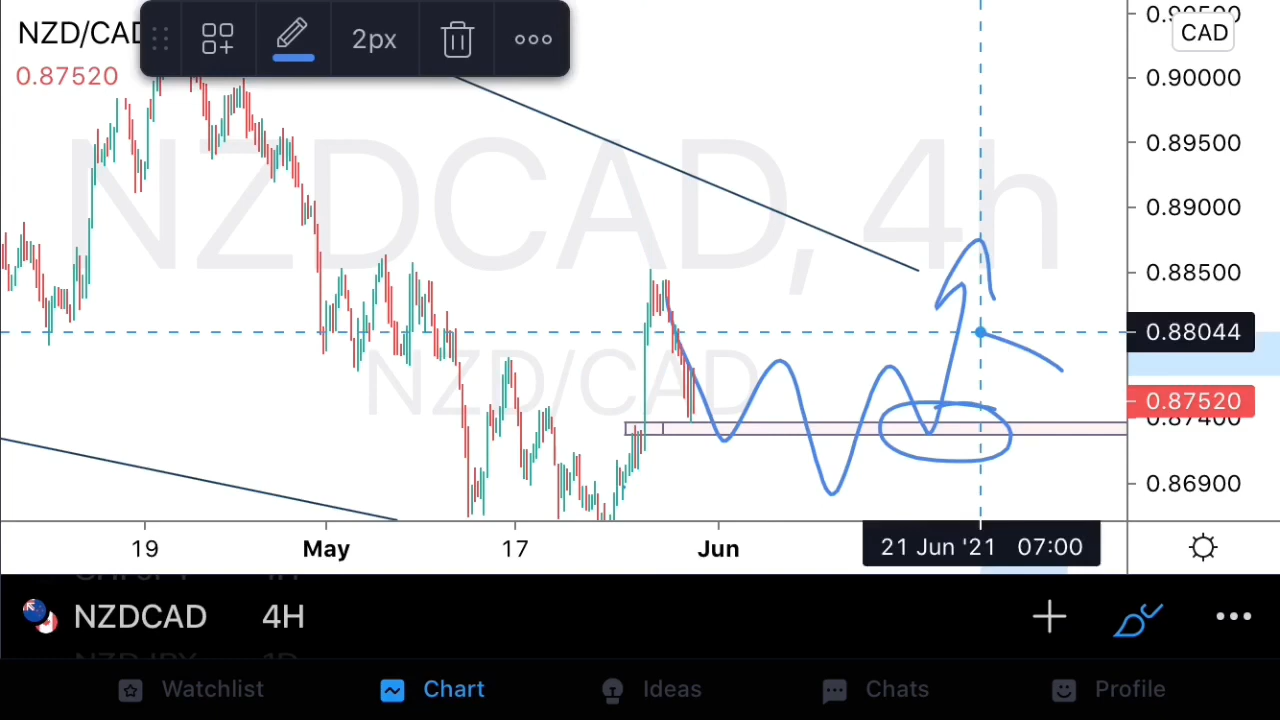 NZD/CAD
2px
0.87520
CAD
0.90000
0.89500
0.89000
0.88500
0.88044
0.87520
0.87400
0.86900
NZDCAD, 4h
NZD/CAD
19 May 17 Jun 21 Jun '21 07:00
NZDCAD 4H
Watchlist Chart Ideas Chats Profile